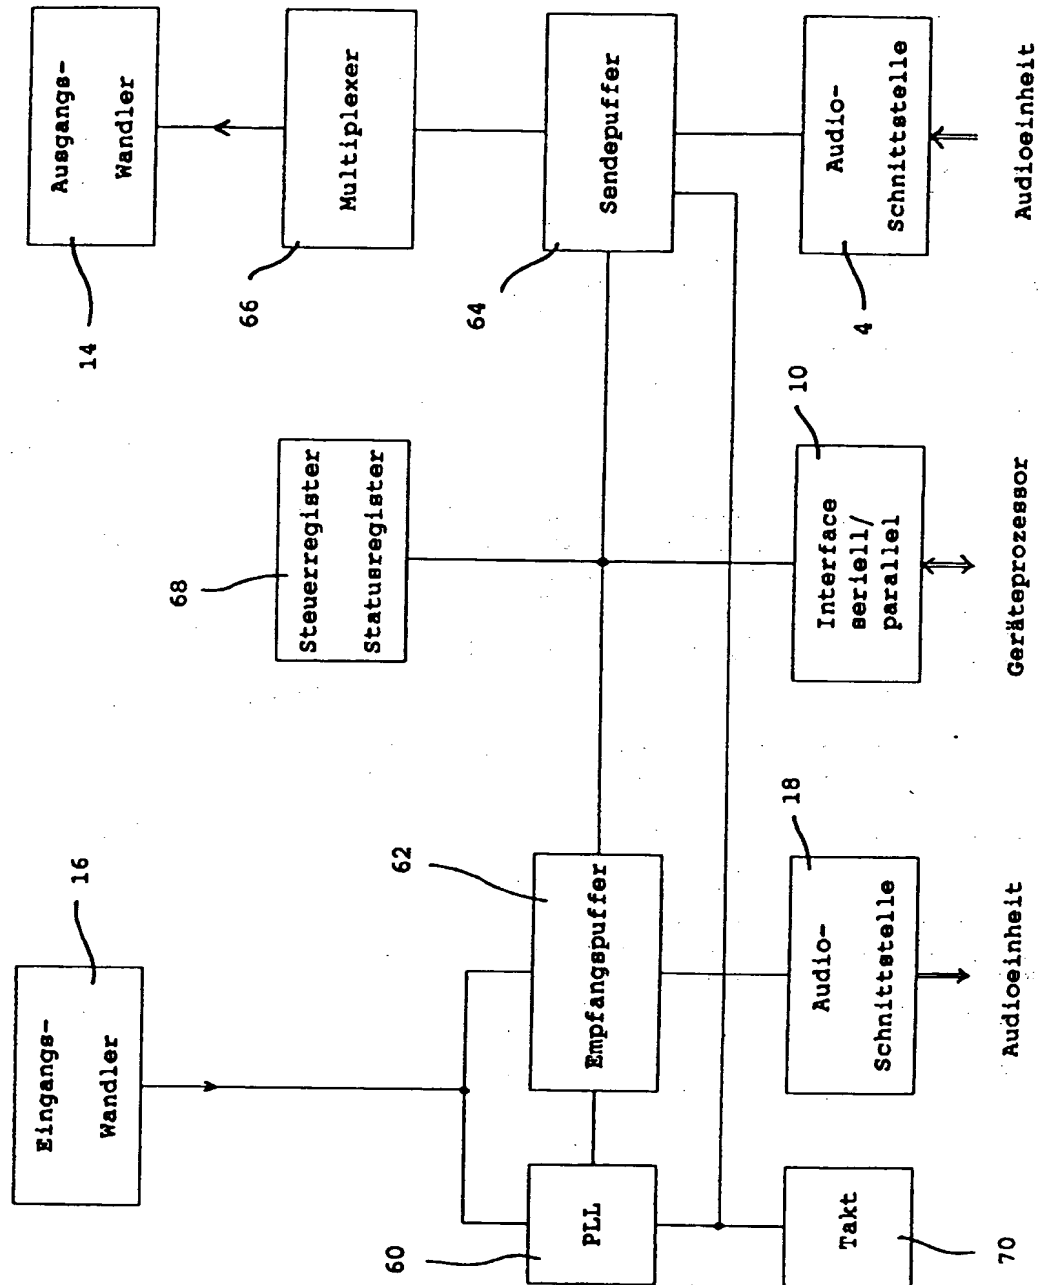 Eingangs-
Wandler
16
Ausgangs-
Wandler
14
Multiplexer
66
Steuerregister
Statusregister
68
PLL
60
Empfangspuffer
62
Sendepuffer
64
Takt
70
Audio-
Schnittstelle
18
Interface
seriell/
parallel
10
Audio-
Schnittstelle
4
Audioeinheit
Geräteprozessor
Audioeinheit